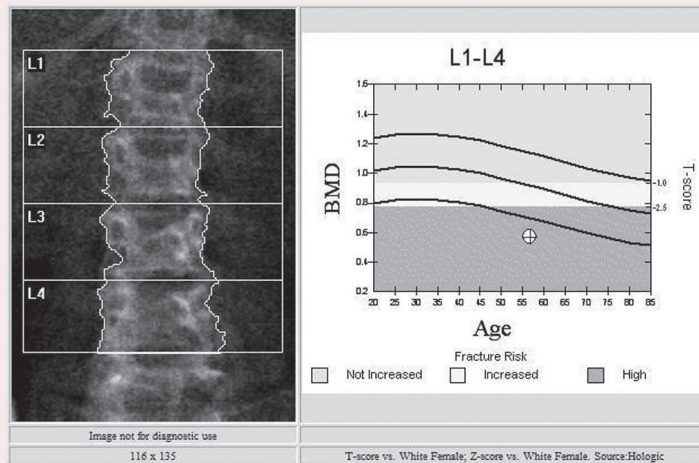 L1
L2
L3
L4
Image not for diagnostic use
116 x 135
L1-L4
BMD
1.6
1.4
1.2
1.0
0.8
0.6
0.4
0.2
20 25 30 35 40 45 50 55 60 65 70 75 80 85
-1.0
-2.5
T-score
Age
Fracture Risk
Not Increased Increased High
T-score vs. White Female; Z-score vs. White Female. Source:Hologic